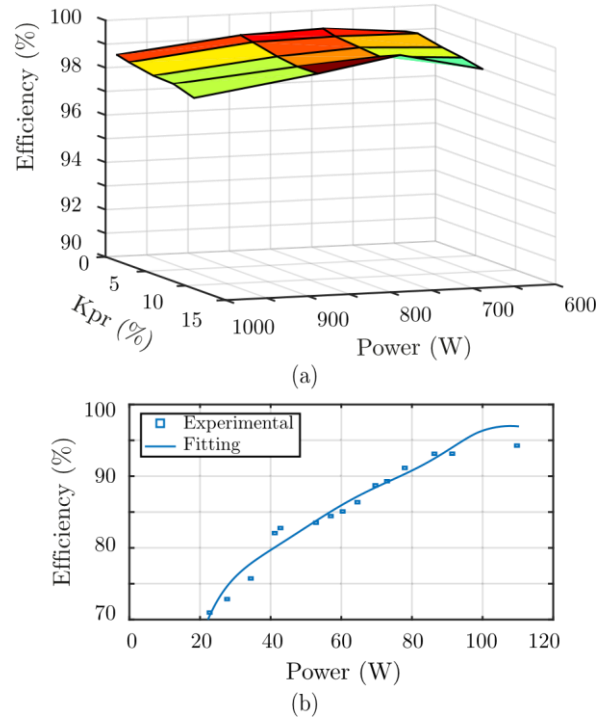 100
98
96
94
92
90
Efficiency (%)
0
5
10
15
Kpr (%)
1000
900
800
700
600
Power (W)
(a)
100
90
80
70
Efficiency (%)
Experimental
Fitting
0
20
40
60
80
100
120
Power (W)
(b)